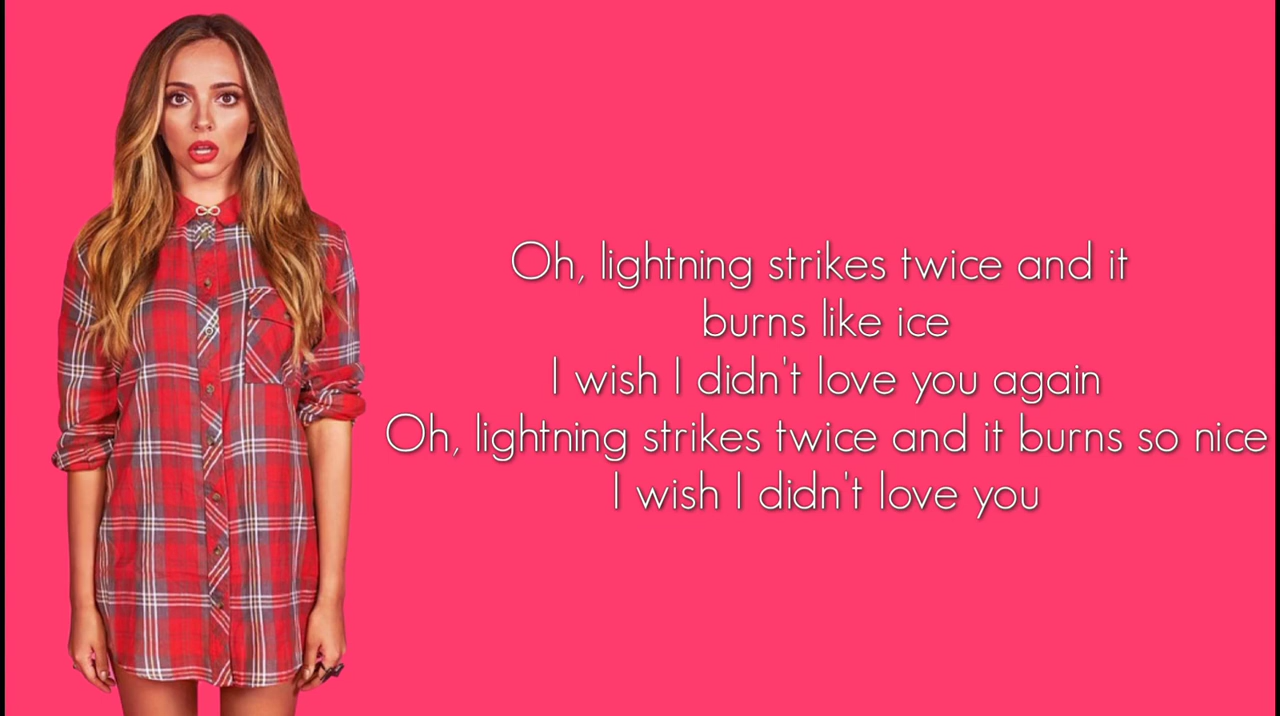 Oh, lightning strikes twice and it
burns like ice
I wish I didn't love you again
Oh, lightning strikes twice and it burns so nice
I wish I didn't love you